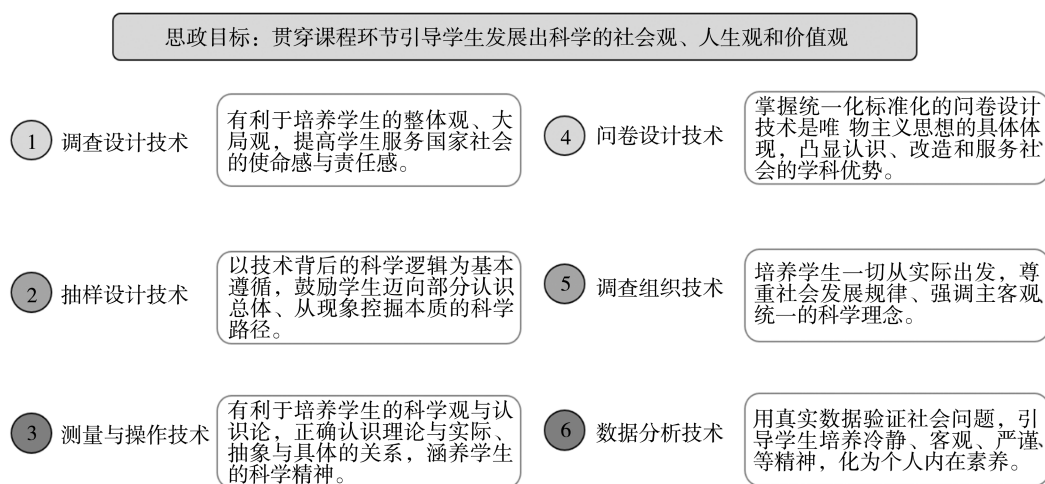 思政目标：贯穿课程环节引导学生发展出科学的社会观、人生观和价值观
1
调查设计技术
有利于培养学生的整体观、大
局观，提高学生服务国家社会
的使命感与责任感。
2
抽样设计技术
以技术背后的科学逻辑为基本
遵循，鼓励学生迈向部分认识
总体、从现象挖掘本质的科学
路径。
3
测量与操作技术
有利于培养学生的科学观与认
识论，正确认识理论与实际、
抽象与具体的关系，涵养学生
的科学精神。
4
问卷设计技术
掌握统一化标准化的问卷设计
技术是唯 物主义思想的具体体
现，凸显认识、改造和服务社
会的学科优势。
5
调查组织技术
培养学生一切从实际出发，尊
重社会发展规律、强调主客观
统一的科学理念。
6
数据分析技术
用真实数据验证社会问题，引
导学生培养冷静、客观、严谨
等精神，化为个人内在素养。